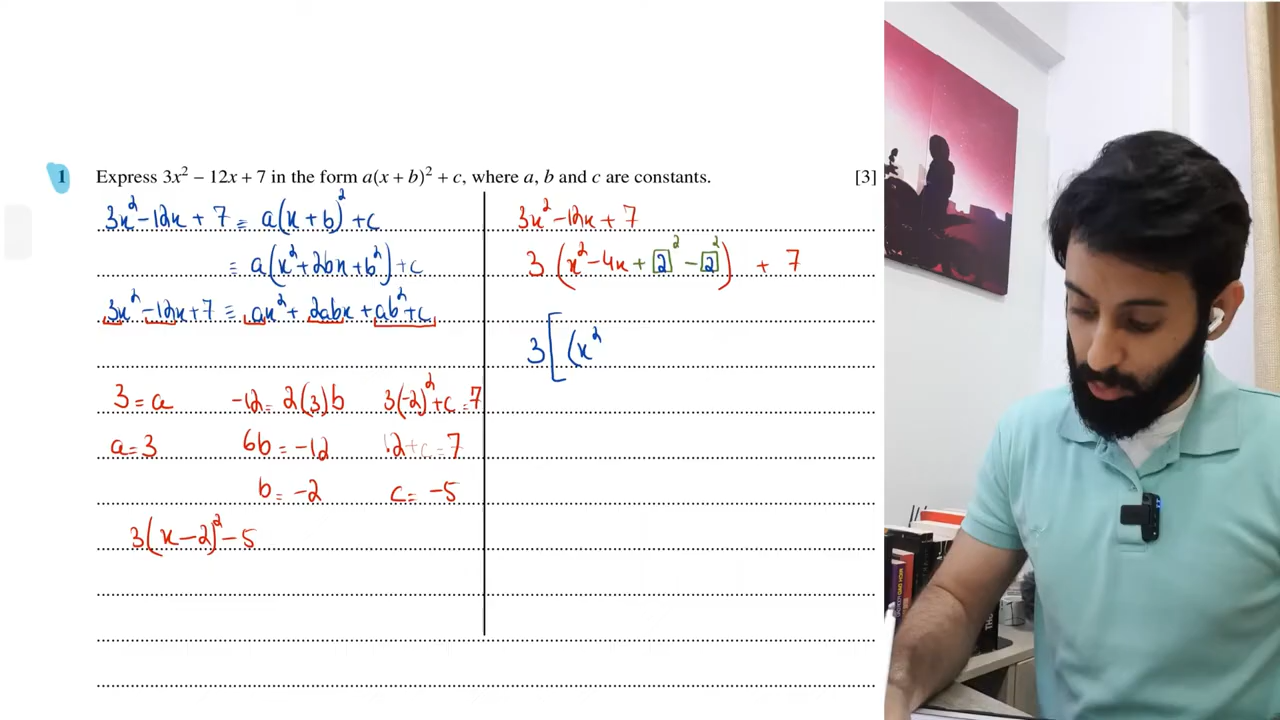 1 Express 3x² − 12x + 7 in the form a(x + b)² + c, where a, b and c are constants. [3]
3x² −12x + 7 ≡ a(x + b)² + c
≡ a(x² + 2bx + b²) + c
3x² −12x + 7 ≡ ax² + 2abx + ab² + c
3 = a −12 = 2(3)b 3(−2)² + c = 7
a = 3 6b = −12 12 + c = 7
b = −2 c = −5
3(x − 2)² − 5
3x² −12x + 7
3(x² − 4x + 2² − 2²) + 7
3[(x²